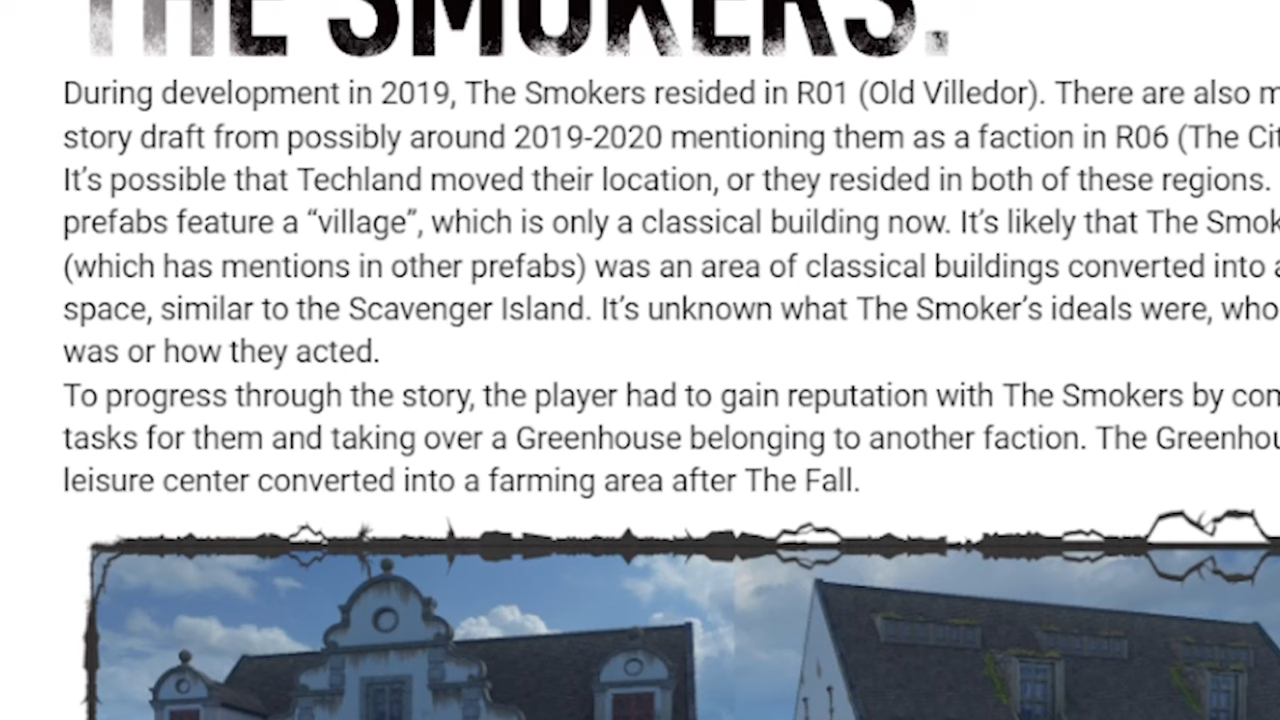 THE SMOKERS.
During development in 2019, The Smokers resided in R01 (Old Villedor). There are also
story draft from possibly around 2019-2020 mentioning them as a faction in R06 (The
It’s possible that Techland moved their location, or they resided in both of these regions.
prefabs feature a “village”, which is only a classical building now. It’s likely that The
(which has mentions in other prefabs) was an area of classical buildings converted into
space, similar to the Scavenger Island. It’s unknown what The Smoker’s ideals were, who
was or how they acted.
To progress through the story, the player had to gain reputation with The Smokers by
tasks for them and taking over a Greenhouse belonging to another faction. The
leisure center converted into a farming area after The Fall.